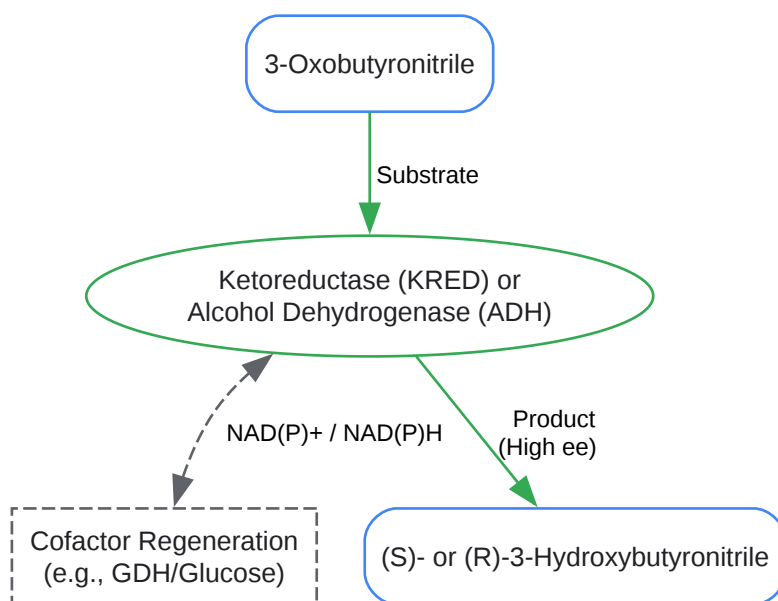 3-Oxobutyronitrile
Substrate
Ketoreductase (KRED) or
Alcohol Dehydrogenase (ADH)
NAD(P)+ / NAD(P)H
Product
(High ee)
Cofactor Regeneration
(e.g., GDH/Glucose)
(S)- or (R)-3-Hydroxybutyronitrile